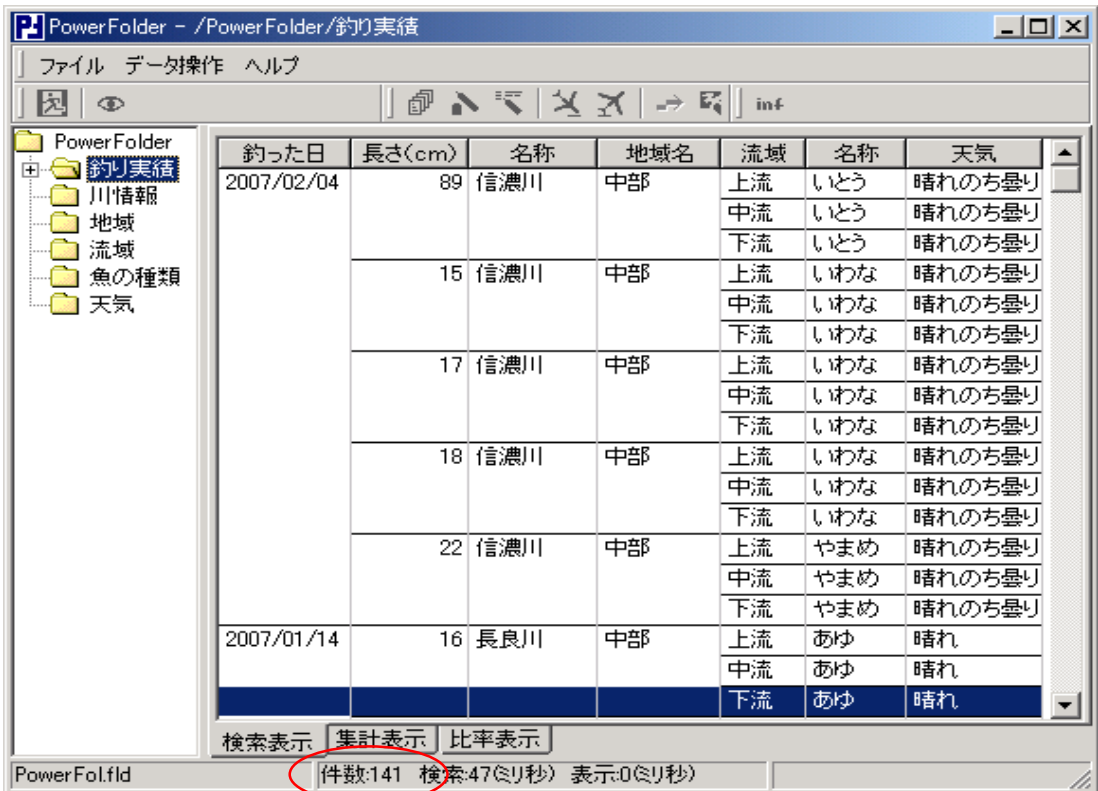 PowerFolder - /PowerFolder/釣り実績
ファイル データ操作 ヘルプ
inf
PowerFolder
釣り実績
川情報
地域
流域
魚の種類
天気
釣った日 長さ(cm) 名称 地域名 流域 名称 天気
2007/02/04 89 信濃川 中部 上流 いとう 晴れのち曇り
中流 いとう 晴れのち曇り
下流 いとう 晴れのち曇り
15 信濃川 中部 上流 いわな 晴れのち曇り
中流 いわな 晴れのち曇り
下流 いわな 晴れのち曇り
17 信濃川 中部 上流 いわな 晴れのち曇り
中流 いわな 晴れのち曇り
下流 いわな 晴れのち曇り
18 信濃川 中部 上流 いわな 晴れのち曇り
中流 いわな 晴れのち曇り
下流 いわな 晴れのち曇り
22 信濃川 中部 上流 やまめ 晴れのち曇り
中流 やまめ 晴れのち曇り
下流 やまめ 晴れのち曇り
2007/01/14 16 長良川 中部 上流 あゆ 晴れ
中流 あゆ 晴れ
下流 あゆ 晴れ
検索表示 集計表示 比率表示
PowerFol.fld 件数:141 検索:47(ミリ秒) 表示:0(ミリ秒)